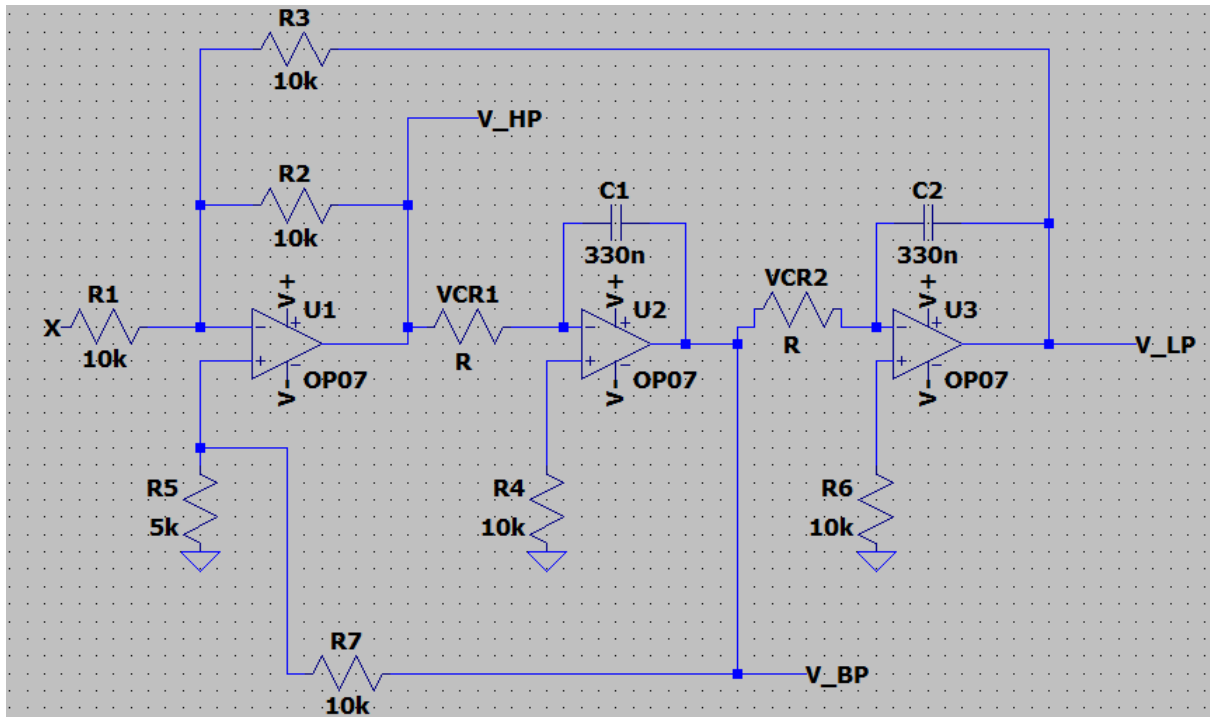 R3
10k
V_HP
R2
10k
C1
330n
C2
330n
R1
X
10k
V+
U1
V-
OP07
VCR1
R
V+
U2
V-
OP07
VCR2
R
V+
U3
V-
OP07
V_LP
R5
5k
R4
10k
R6
10k
R7
10k
V_BP